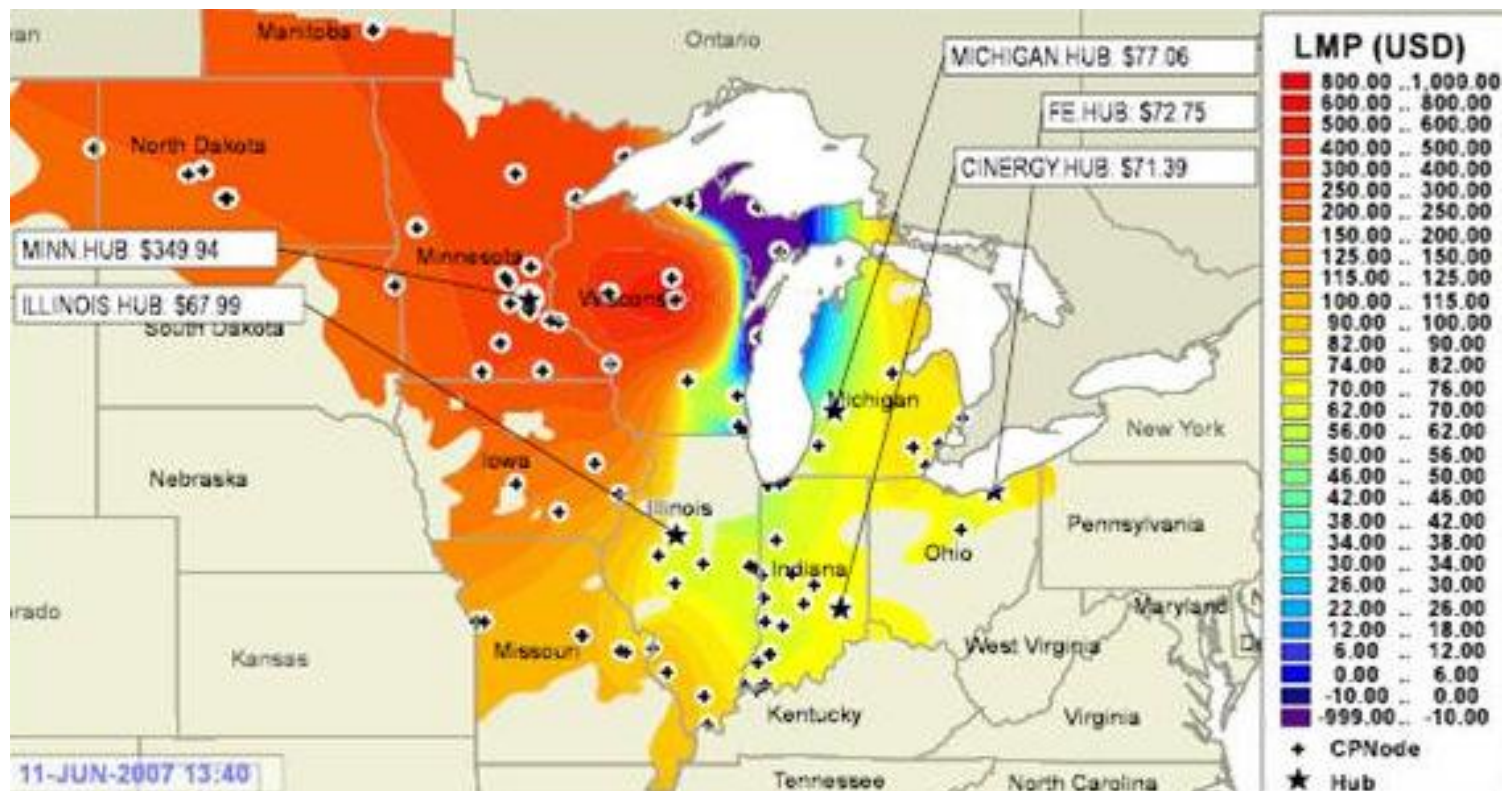 an
Manitoba
Ontario
MICHIGAN.HUB: $77.06
FE.HUB: $72.75
CINERGY.HUB: $71.39
North Dakota
MINN.HUB: $349.94
Minnesota
ILLINOIS.HUB: $67.99
South Dakota
Michigan
New York
Nebraska
Iowa
Illinois
Pennsylvania
Ohio
Indiana
rado
Maryland
West Virginia
Kansas
Missouri
Kentucky
Virginia
11-JUN-2007 13:40
Tennessee
North Carolina
LMP (USD)
800.00 .. 1,000.00
600.00 .. 800.00
500.00 .. 600.00
400.00 .. 500.00
300.00 .. 400.00
250.00 .. 300.00
200.00 .. 250.00
150.00 .. 200.00
125.00 .. 150.00
115.00 .. 125.00
100.00 .. 115.00
90.00 .. 100.00
82.00 .. 90.00
74.00 .. 82.00
70.00 .. 76.00
62.00 .. 70.00
56.00 .. 62.00
50.00 .. 56.00
46.00 .. 50.00
42.00 .. 46.00
38.00 .. 42.00
34.00 .. 38.00
30.00 .. 34.00
26.00 .. 30.00
22.00 .. 26.00
12.00 .. 18.00
6.00 .. 12.00
0.00 .. 6.00
-10.00 .. 0.00
-999.00 .. -10.00
CPNode
Hub